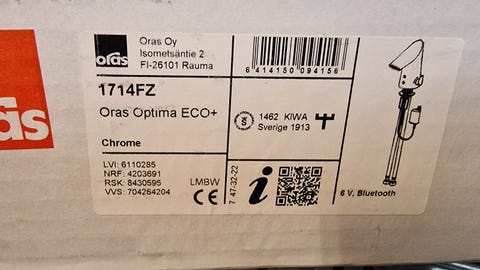 oras
Oras Oy
Isometsäntie 2
FI-26101 Rauma
6 414150 094156
1714FZ
Oras Optima ECO+
1462 KIWA
Sverige 1913
Chrome
LVI: 6110285
NRF: 4203691
RSK: 8430595
VVS: 704264204
LMBW
CE
7 47-32-22
i
6 V, Bluetooth
as